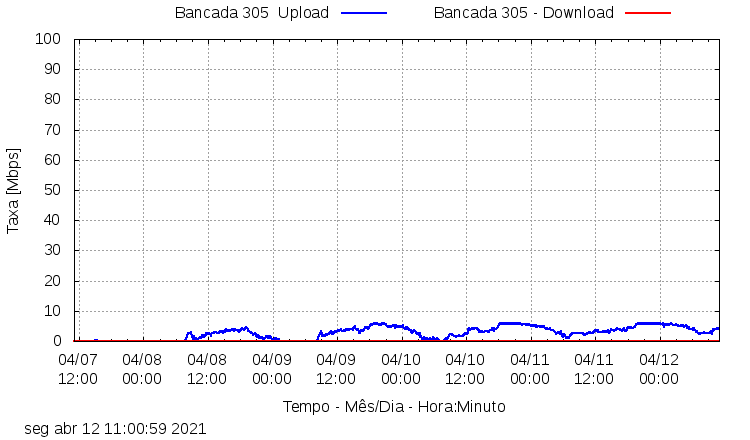 Bancada 305  Upload
Bancada 305 - Download
100
90
80
70
60
50
40
30
20
10
0
Taxa [Mbps]
04/07 04/08 04/08 04/09 04/09 04/10 04/10 04/11 04/11 04/12
12:00 00:00 12:00 00:00 12:00 00:00 12:00 00:00 12:00 00:00
Tempo - Mês/Dia - Hora:Minuto
seg abr 12 11:00:59 2021